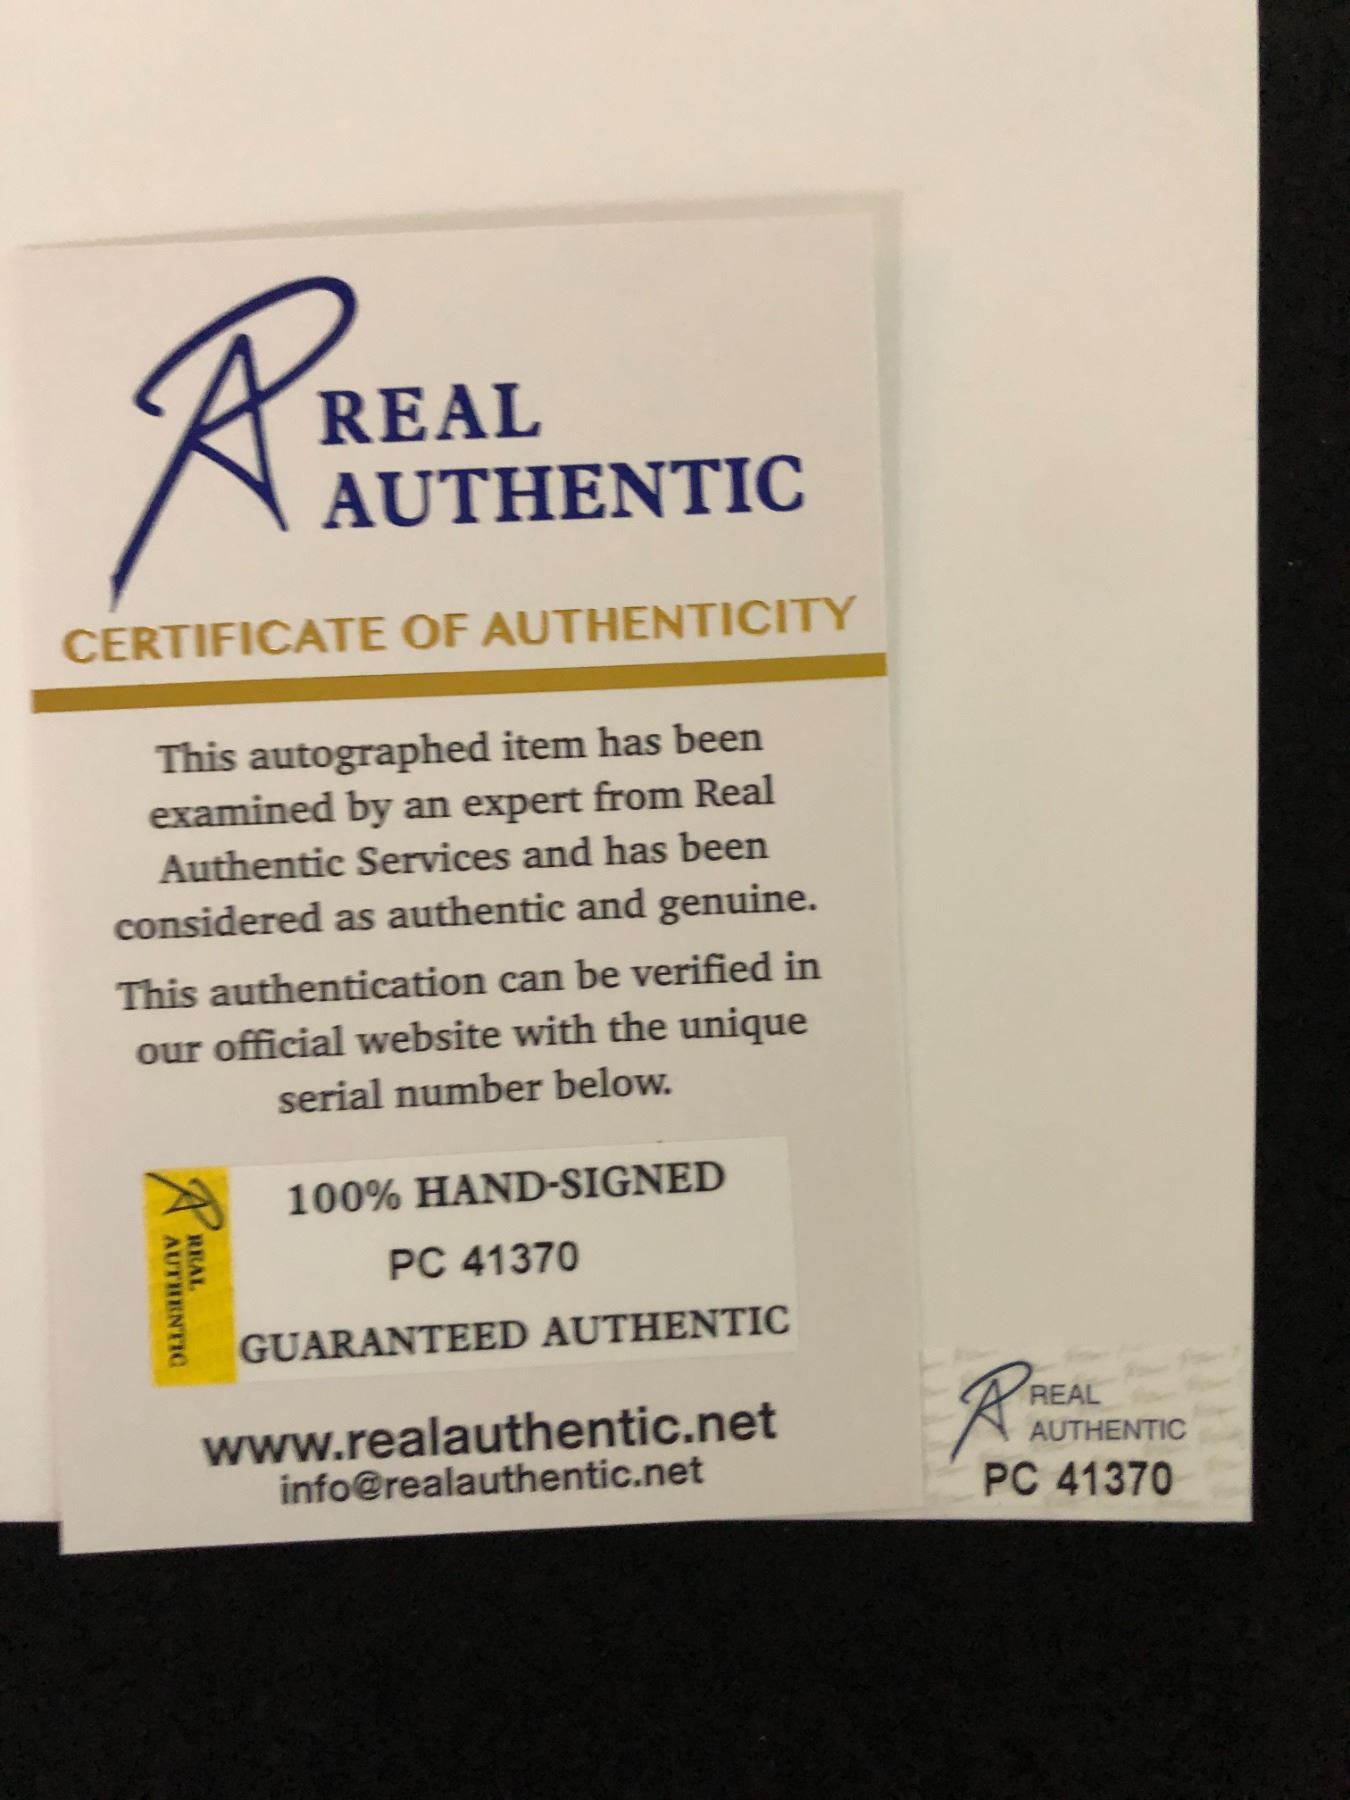 REAL
AUTHENTIC
CERTIFICATE OF AUTHENTICITY
This autographed item has been
examined by an expert from Real
Authentic Services and has been
considered as authentic and genuine.
This authentication can be verified in
our official website with the unique
serial number below.
REAL
AUTHENTIC
100% HAND-SIGNED
PC 41370
GUARANTEED AUTHENTIC
www.realauthentic.net
info@realauthentic.net
REAL
AUTHENTIC
PC 41370